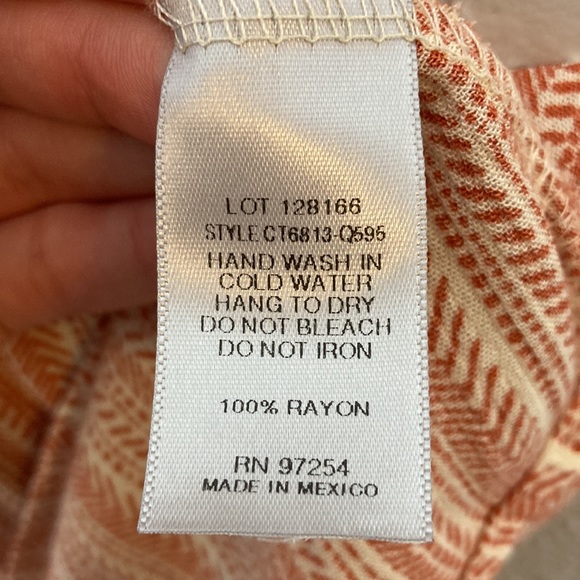 LOT 128166
STYLE CT6813-Q595
HAND WASH IN
COLD WATER
HANG TO DRY
DO NOT BLEACH
DO NOT IRON
100% RAYON
RN 97254
MADE IN MEXICO